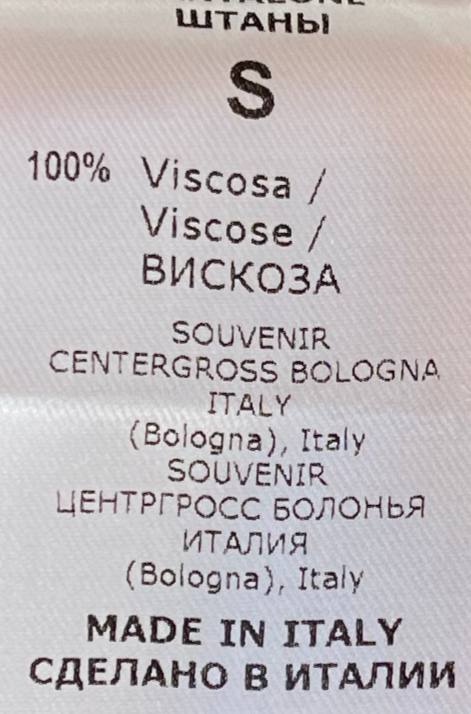 ШТАНЫ
S
100% Viscosa /
Viscose /
ВИСКОЗА
SOUVENIR
CENTERGROSS BOLOGNA
ITALY
(Bologna), Italy
SOUVENIR
ЦЕНТРГРОСС БОЛОНЬЯ
ИТАЛИЯ
(Bologna), Italy
MADE IN ITALY
СДЕЛАНО В ИТАЛИИ